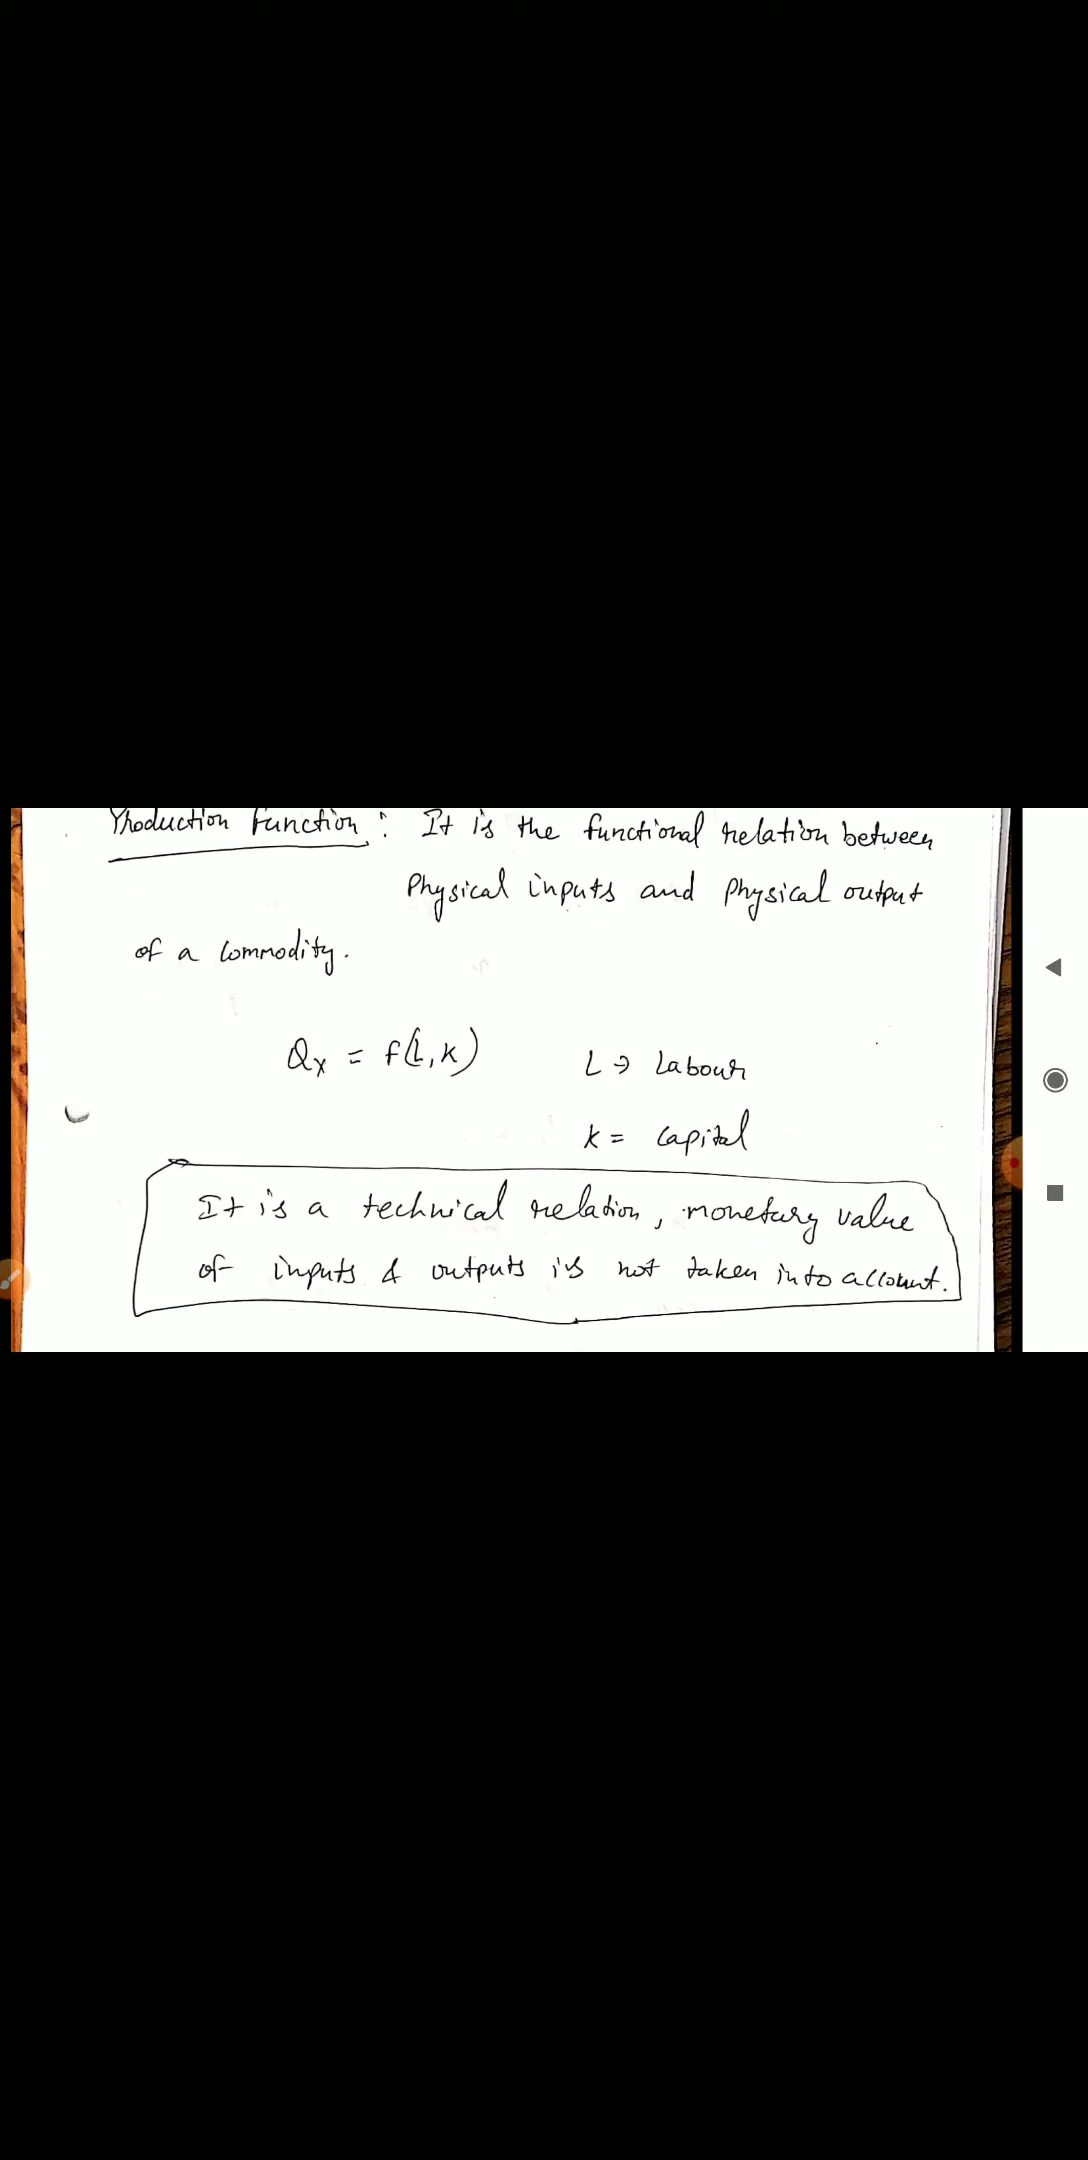 Production Function : It is the functional relation between
Physical inputs and physical output
of a commodity.
Qx = f(L, K) L → Labour
K = Capital
It is a technical relation, monetary value
of inputs & outputs is not taken into account.